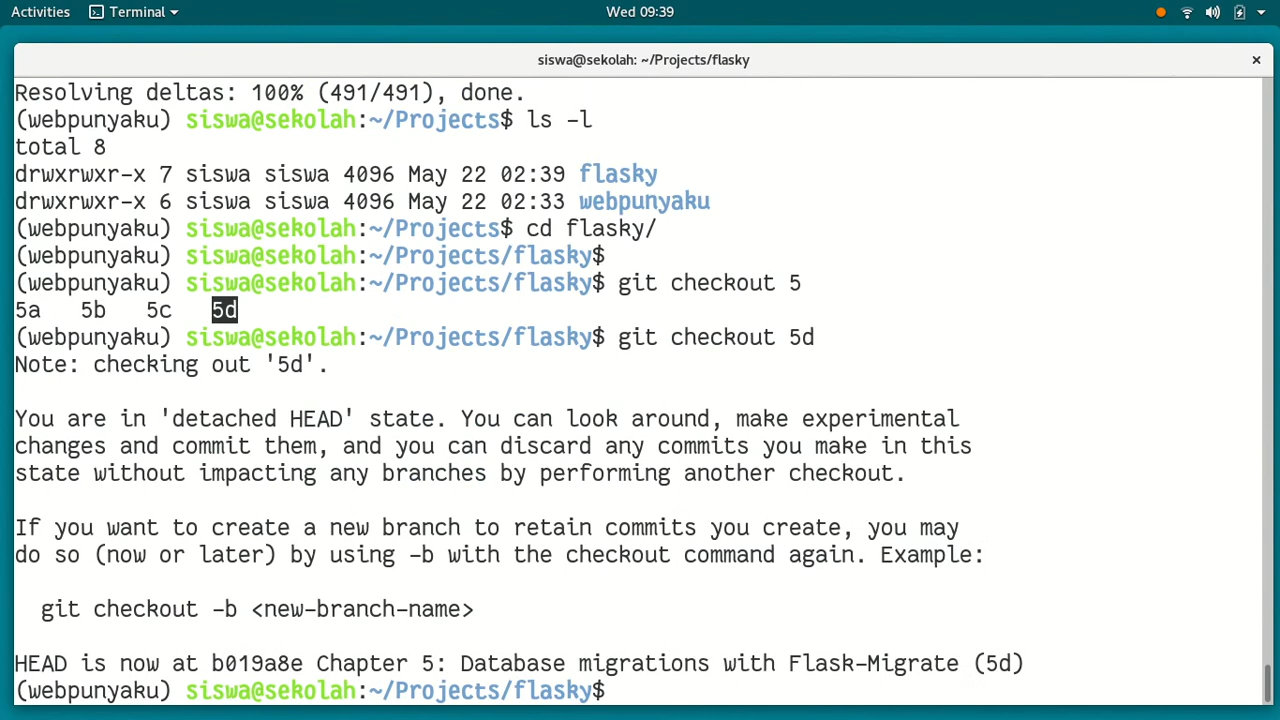 Activities Terminal Wed 09:39
siswa@sekolah: ~/Projects/flasky ×
Resolving deltas: 100% (491/491), done.
(webpunyaku) siswa@sekolah:~/Projects$ ls -l
total 8
drwxrwxr-x 7 siswa siswa 4096 May 22 02:39 flasky
drwxrwxr-x 6 siswa siswa 4096 May 22 02:33 webpunyaku
(webpunyaku) siswa@sekolah:~/Projects$ cd flasky/
(webpunyaku) siswa@sekolah:~/Projects/flasky$
(webpunyaku) siswa@sekolah:~/Projects/flasky$ git checkout 5
5a 5b 5c 5d
(webpunyaku) siswa@sekolah:~/Projects/flasky$ git checkout 5d
Note: checking out '5d'.
You are in 'detached HEAD' state. You can look around, make experimental
changes and commit them, and you can discard any commits you make in this
state without impacting any branches by performing another checkout.
If you want to create a new branch to retain commits you create, you may
do so (now or later) by using -b with the checkout command again. Example:
git checkout -b <new-branch-name>
HEAD is now at b019a8e Chapter 5: Database migrations with Flask-Migrate (5d)
(webpunyaku) siswa@sekolah:~/Projects/flasky$